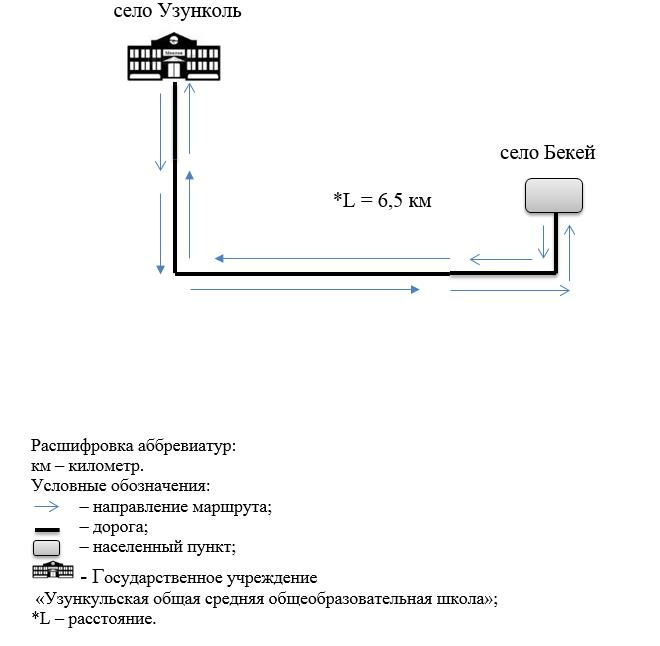 село Узунколь
село Бекей
*L = 6,5 км
Расшифровка аббревиатур:
км – километр.
Условные обозначения:
– направление маршрута;
– дорога;
– населенный пункт;
- Государственное учреждение
«Узункульская общая средняя общеобразовательная школа»;
*L – расстояние.